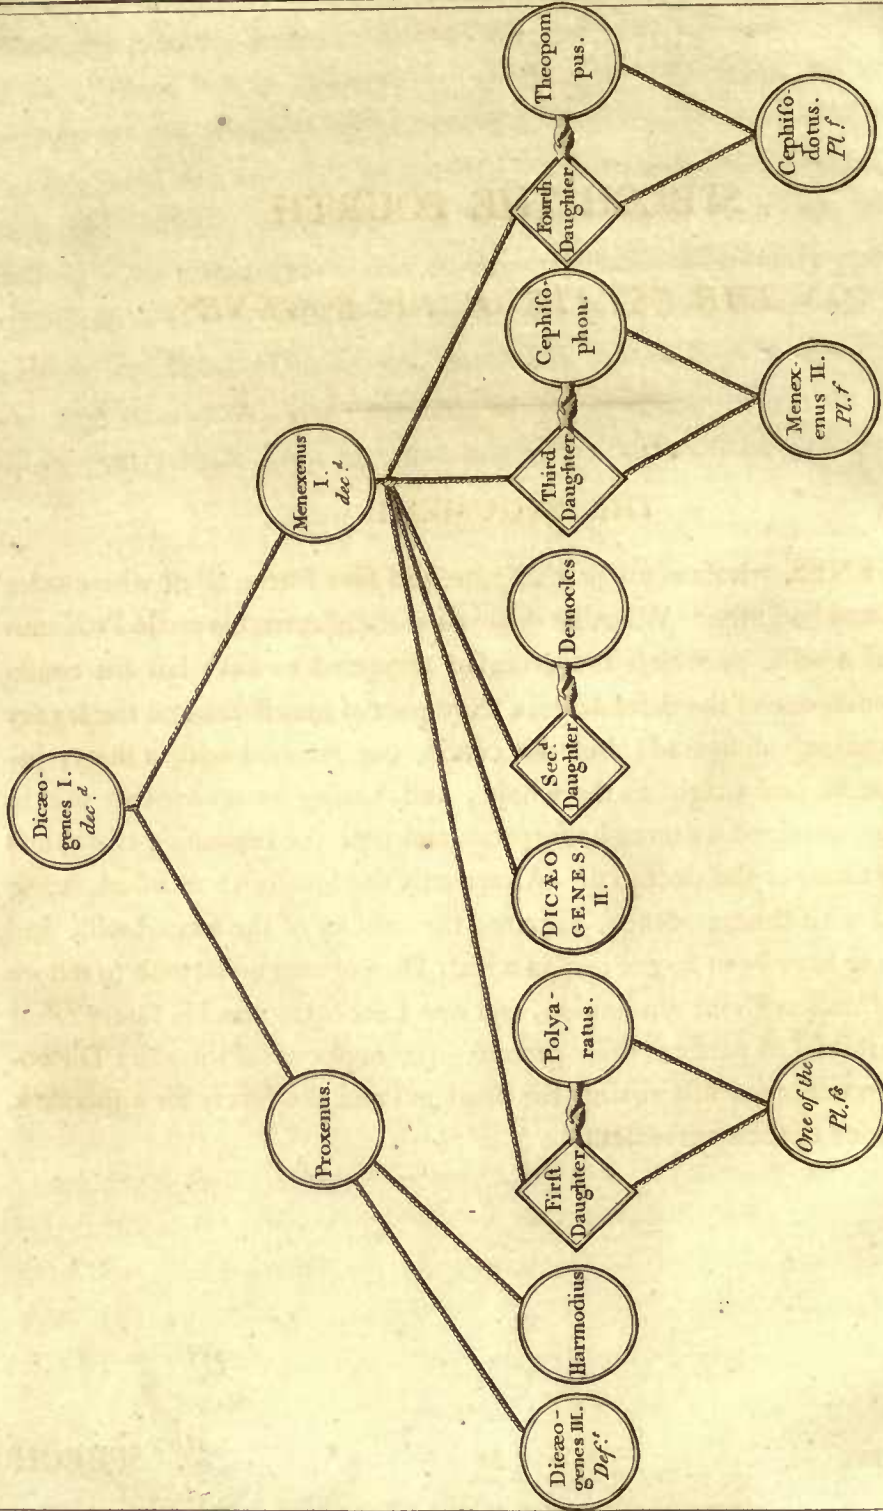 Dicæo-
genes I.
dec.d
Proxenus.
Menexenus
I.
dec.d
Dicæo-
genes III.
Def.t
Harmodius
Firſt
Daughter
Polya-
ratus.
DICÆO
GENES.
II.
Sec.d
Daughter
Democles
Third
Daughter
Cephiſo-
phon.
Fourth
Daughter
Theopom
pus.
One of the
Pl.fs
Menex-
enus II.
Pl.f
Cephiſo-
dotus.
Pl.f